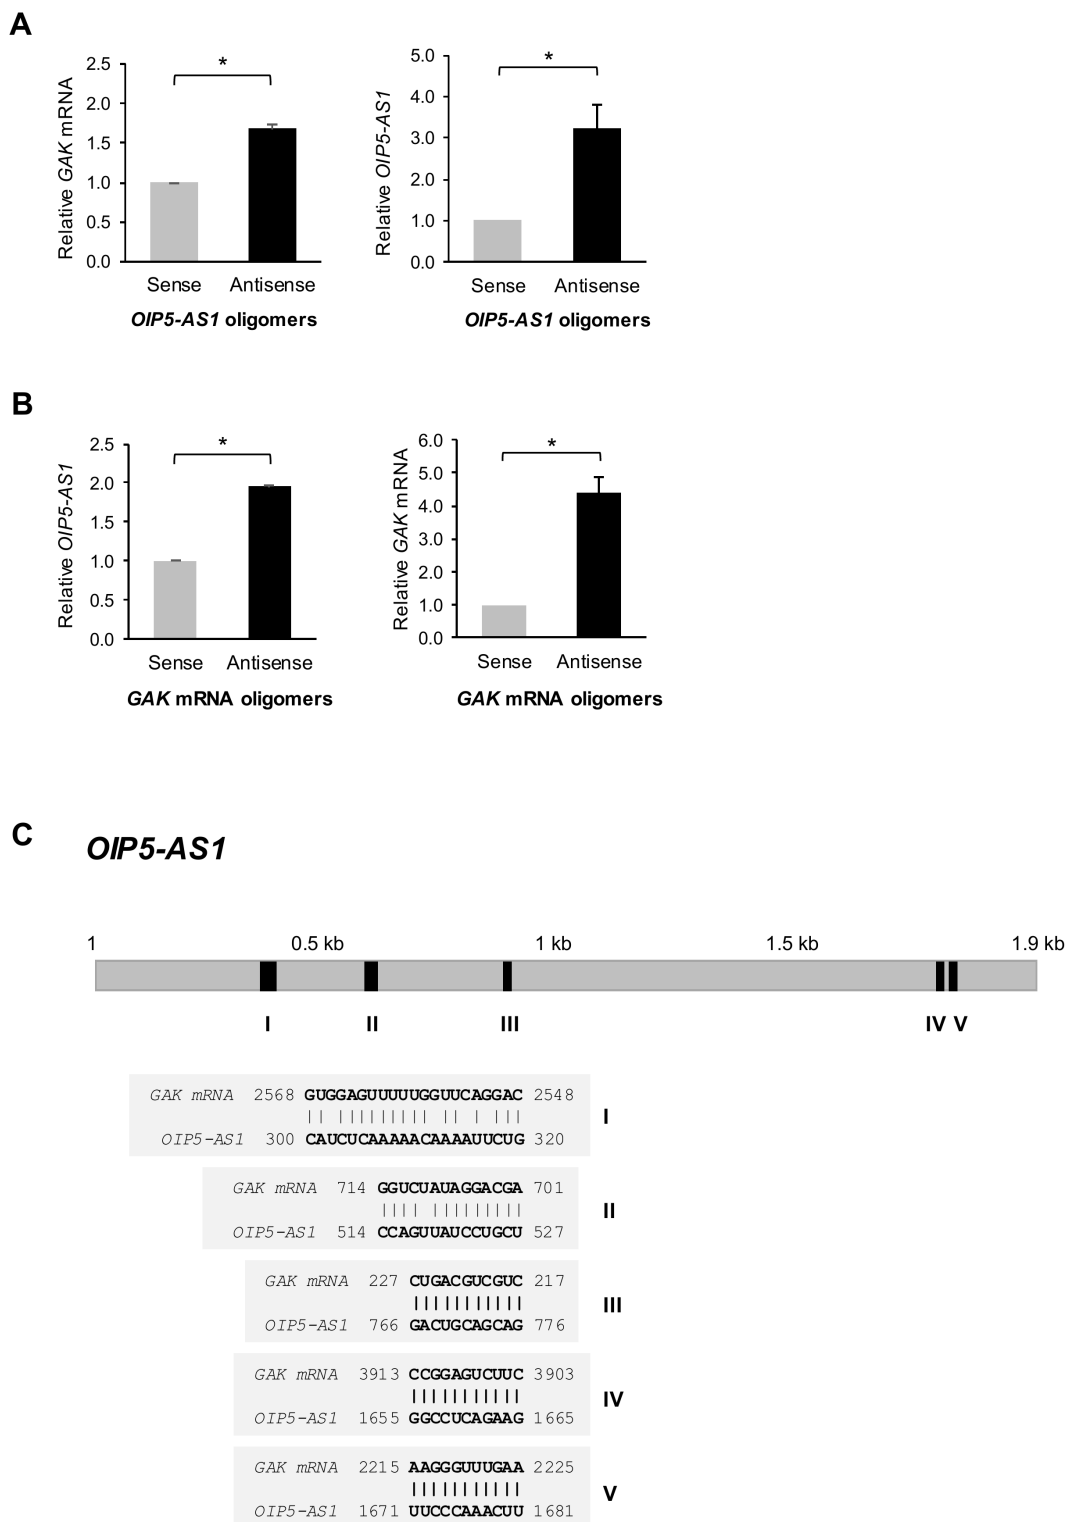 A
Relative GAK mRNA
2.5
2.0
1.5
1.0
0.5
0.0
*
Sense Antisense
OIP5-AS1 oligomers
Relative OIP5-AS1
5.0
4.0
3.0
2.0
1.0
0.0
*
Sense Antisense
OIP5-AS1 oligomers
B
Relative OIP5-AS1
2.5
2.0
1.5
1.0
0.5
0.0
*
Sense Antisense
GAK mRNA oligomers
Relative GAK mRNA
6.0
5.0
4.0
3.0
2.0
1.0
0.0
*
Sense Antisense
GAK mRNA oligomers
C
OIP5-AS1
1 0.5 kb 1 kb 1.5 kb 1.9 kb
I II III IV V
GAK mRNA 2568 GUGGAGUUUUUGGUUCAGGAC 2548
OIP5-AS1 300 CAUCUCAAAAACAAAAUUCUG 320
I
GAK mRNA 714 GGUCUAUAGGACGA 701
OIP5-AS1 514 CCAGUUAUCCUGCU 527
II
GAK mRNA 227 CUGACGUCGUC 217
OIP5-AS1 766 GACUGCAGCAG 776
III
GAK mRNA 3913 CCGGAGUCUUC 3903
OIP5-AS1 1655 GGCCUCAGAAG 1665
IV
GAK mRNA 2215 AAGGGUUUGAA 2225
OIP5-AS1 1671 UUCCCAAACUU 1681
V